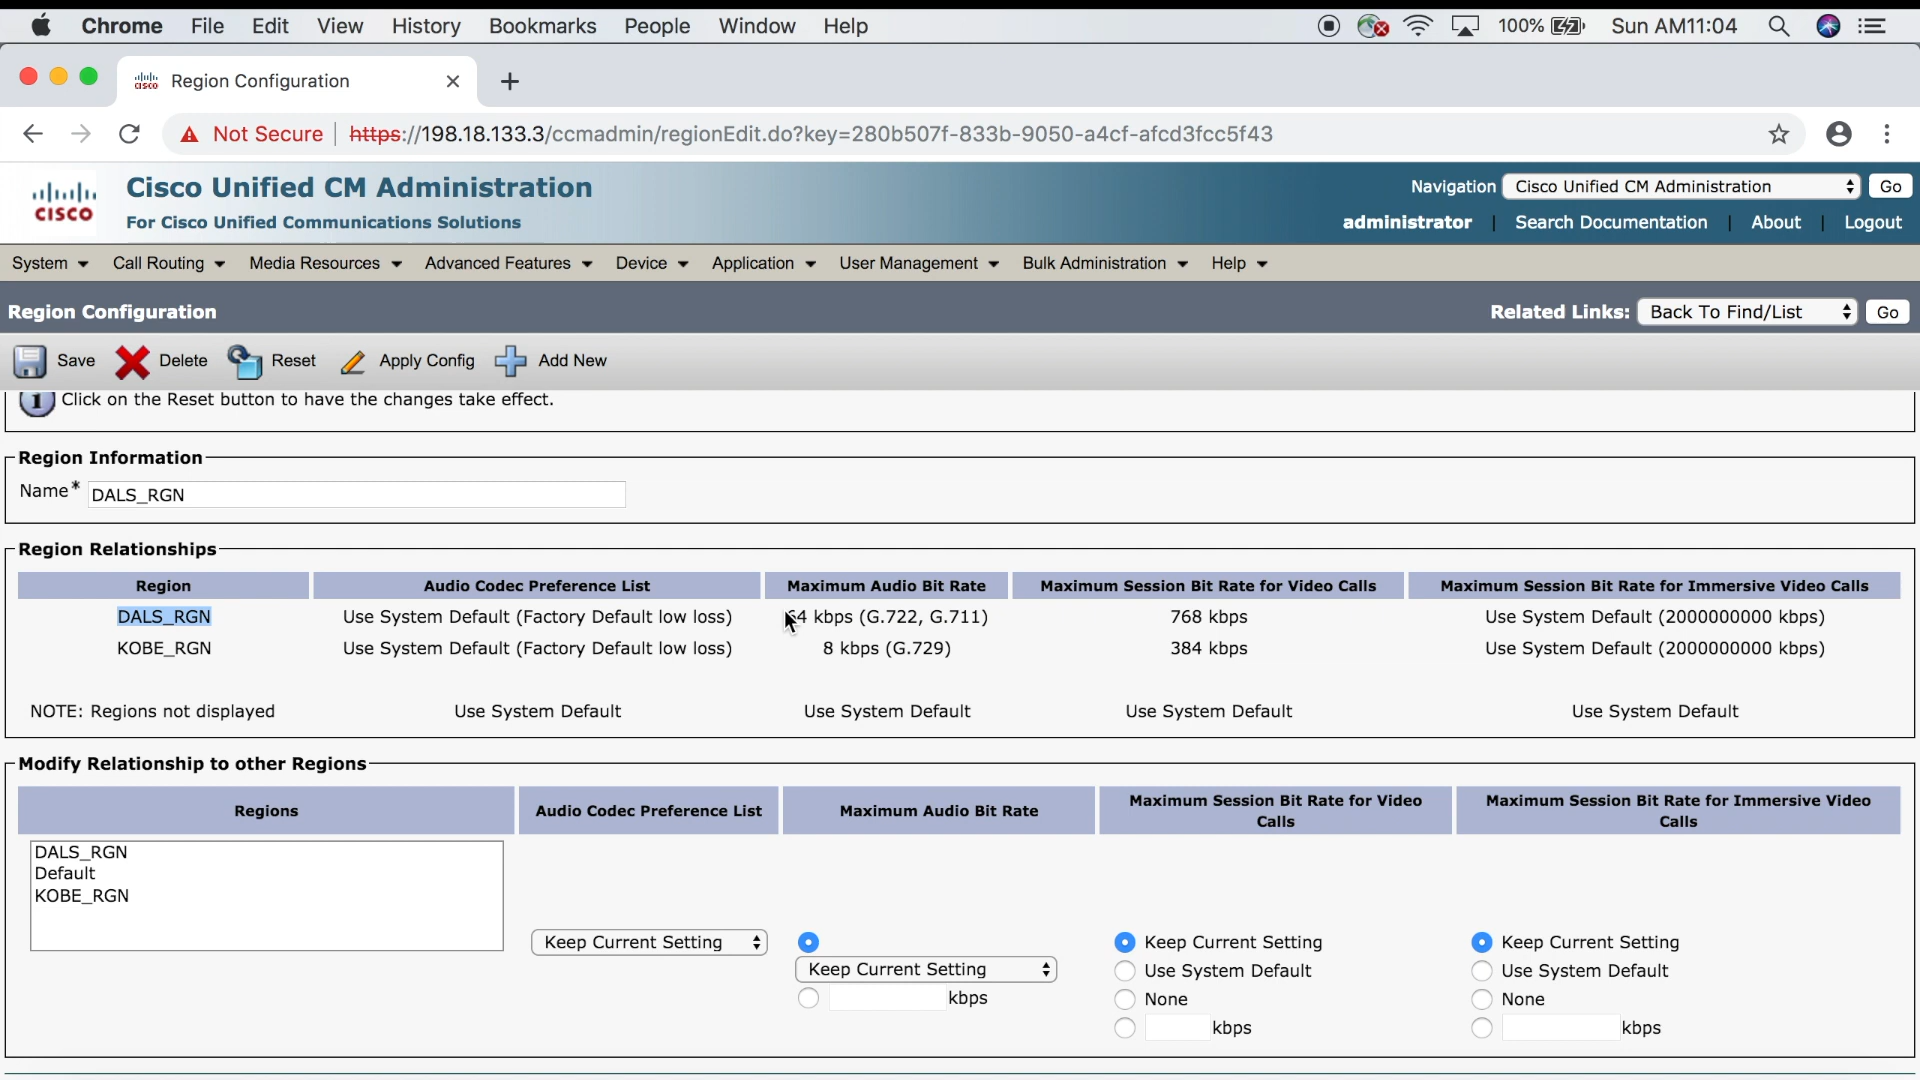 Chrome File Edit View History Bookmarks People Window Help 100% Sun AM11:04
Region Configuration
Not Secure https://198.18.133.3/ccmadmin/regionEdit.do?key=280b507f-833b-9050-a4cf-afcd3fcc5f43
CISCO
Cisco Unified CM Administration
For Cisco Unified Communications Solutions
Navigation Cisco Unified CM Administration Go
administrator Search Documentation About Logout
System Call Routing Media Resources Advanced Features Device Application User Management Bulk Administration Help
Region Configuration Related Links: Back To Find/List Go
Save Delete Reset Apply Config Add New
Click on the Reset button to have the changes take effect.
Region Information
Name* DALS_RGN
Region Relationships
Region Audio Codec Preference List Maximum Audio Bit Rate Maximum Session Bit Rate for Video Calls Maximum Session Bit Rate for Immersive Video Calls
DALS_RGN Use System Default (Factory Default low loss) 64 kbps (G.722, G.711) 768 kbps Use System Default (2000000000 kbps)
KOBE_RGN Use System Default (Factory Default low loss) 8 kbps (G.729) 384 kbps Use System Default (2000000000 kbps)
NOTE: Regions not displayed Use System Default Use System Default Use System Default Use System Default
Modify Relationship to other Regions
Regions Audio Codec Preference List Maximum Audio Bit Rate Maximum Session Bit Rate for Video Calls Maximum Session Bit Rate for Immersive Video Calls
DALS_RGN
Default
KOBE_RGN
Keep Current Setting Keep Current Setting Keep Current Setting
Keep Current Setting Use System Default Use System Default
kbps None None
kbps kbps